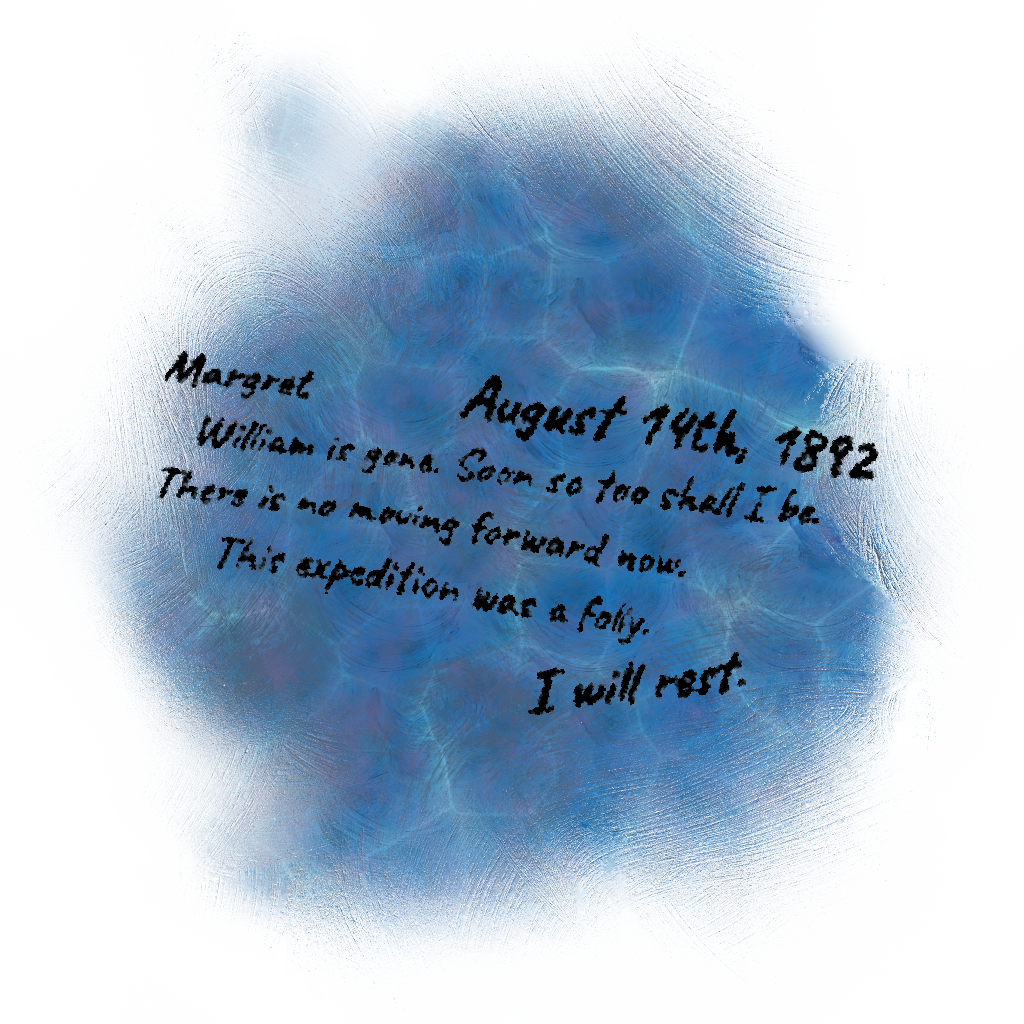 Margret
August 14th, 1892
William is gone. Soon so too shall I be
There is no moving forward now.
This expedition was a folly.
I will rest.